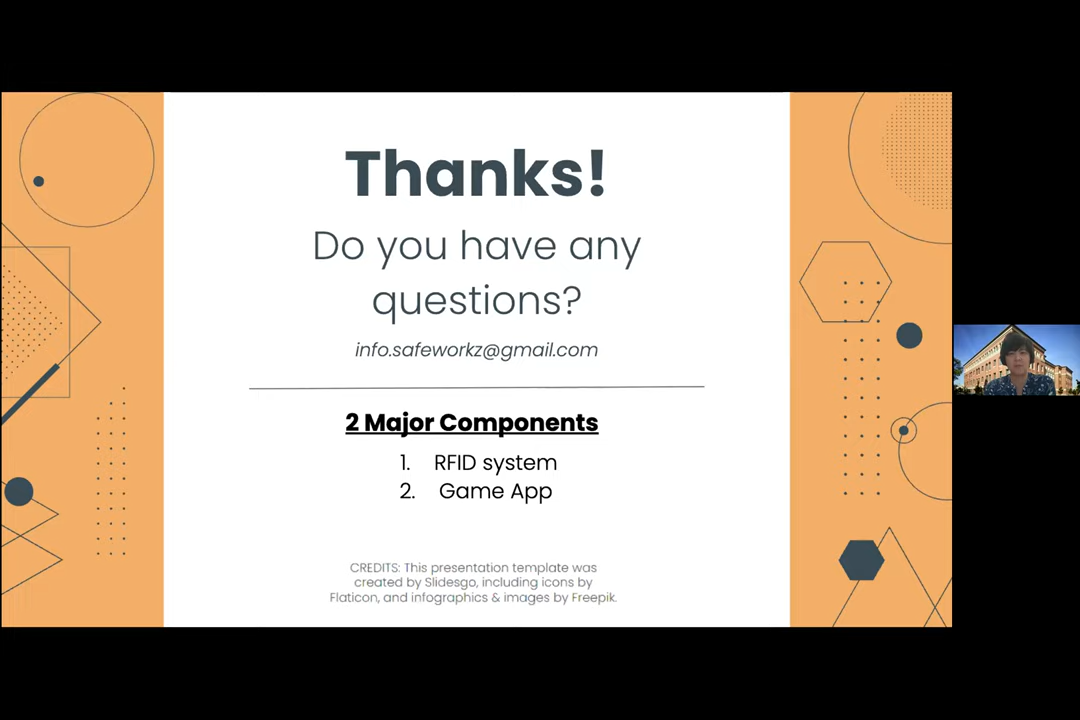 Thanks!
Do you have any
questions?
info.safeworkz@gmail.com
2 Major Components
1. RFID system
2. Game App
CREDITS: This presentation template was
created by Slidesgo, including icons by
Flaticon, and infographics & images by Freepik.